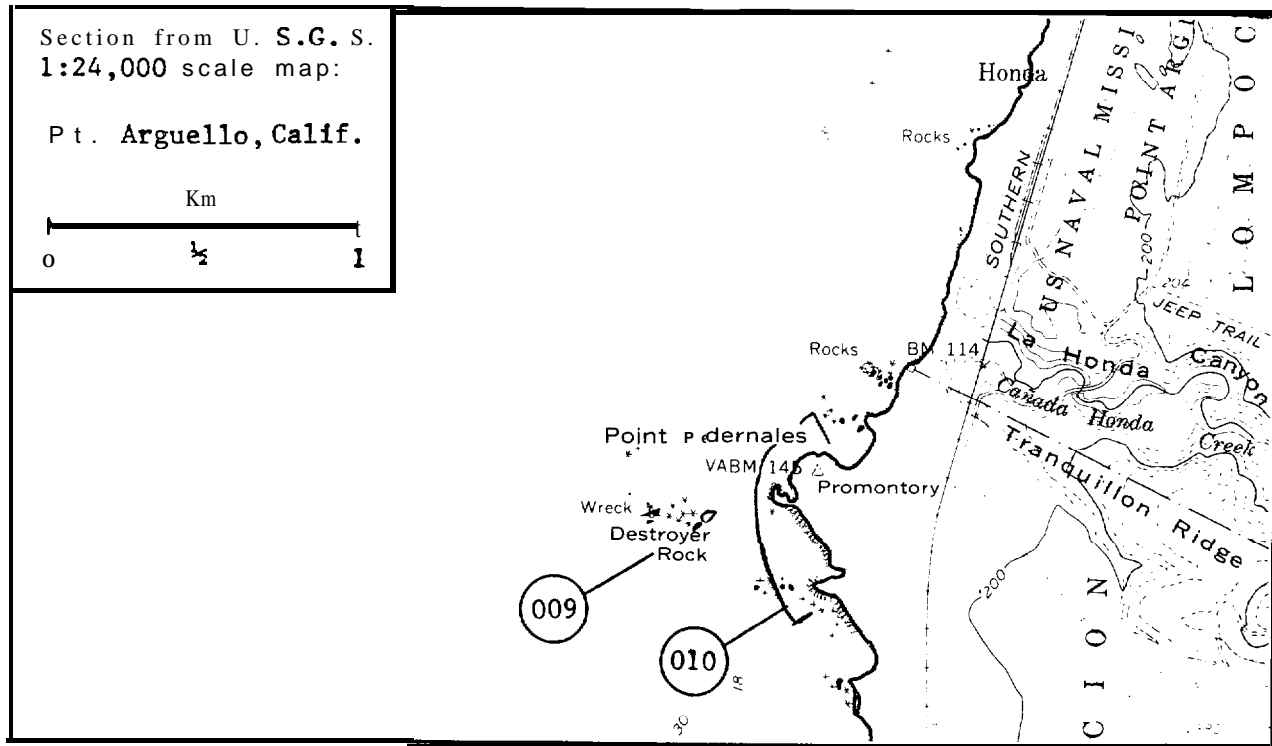 Section from U. S.G. S.
1:24,000 scale map:
Pt. Arguello, Calif.
Km
0 ½ 1
Honda
Rocks
SOUTHERN
US NAVAL MISSI
POINT ARG
LOMPOC
200
204
JEEP TRAIL
Rocks
BM 114
La Honda Canyon
Cañada Honda Creek
Point Pedernales
VABM 145
Promontory
Tranquillon Ridge
Wreck
Destroyer
Rock
009
010
200
CION
18
30